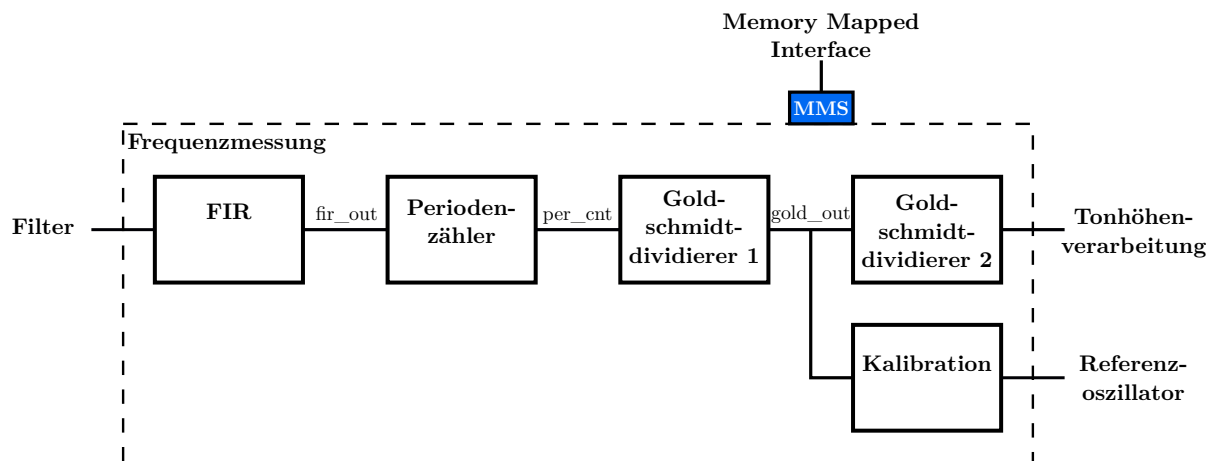 Memory Mapped
Interface
MMS
Frequenzmessung
Filter
FIR
fir_out
Perioden-
zähler
per_cnt
Gold-
schmidt-
dividierer 1
gold_out
Gold-
schmidt-
dividierer 2
Tonhöhen-
verarbeitung
Kalibration
Referenz-
oszillator